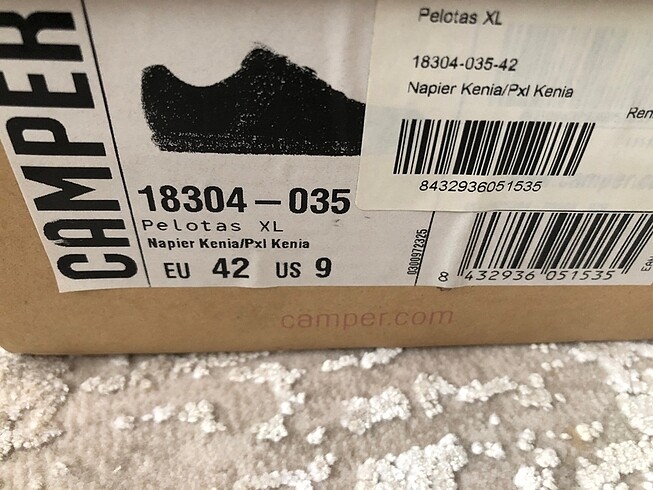 CAMPER
18304-035
Pelotas XL
Napier Kenia/Pxl Kenia
EU 42 US 9
0300972325
8 432936 051535
Pelotas XL
18304-035-42
Napier Kenia/Pxl Kenia
8432936051535
camper.com